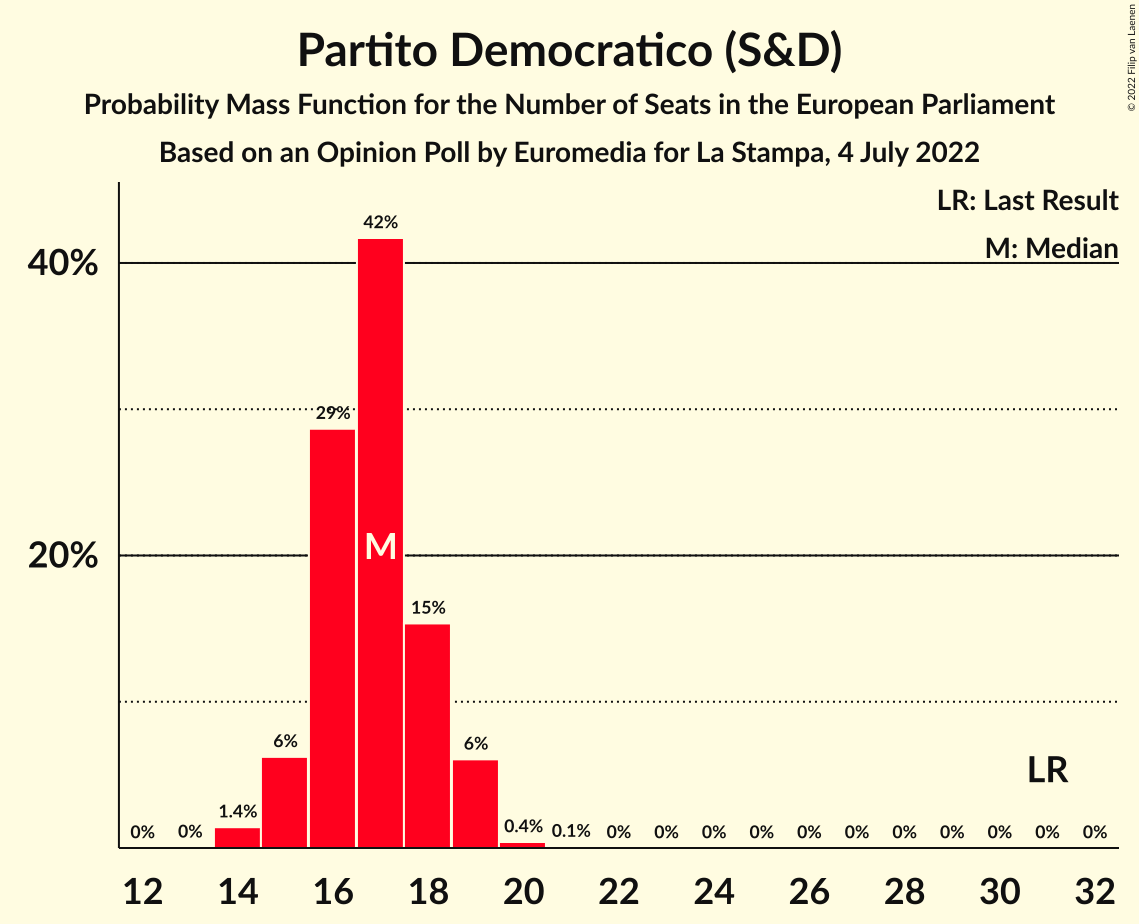 © 2022 Filip van Laenen
Partito Democratico (S&D)
Probability Mass Function for the Number of Seats in the European Parliament
Based on an Opinion Poll by Euromedia for La Stampa, 4 July 2022
LR: Last Result
M: Median
42%
40%
29%
M
20%
15%
6%
6%
LR
1.4%
0.4%
0.1%
0% 0% 0% 0% 0% 0% 0% 0% 0% 0% 0% 0% 0%
12 14 16 18 20 22 24 26 28 30 32